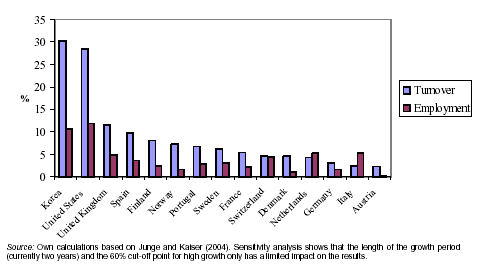 35
30
25
20
15
10
5
0
%
Turnover
Employment
Korea
United States
United Kingdom
Spain
Finland
Norway
Portugal
Sweden
France
Switzerland
Denmark
Netherlands
Germany
Italy
Austria
Source: Own calculations based on Junge and Kaiser (2004). Sensitivity analysis shows that the length of the growth period
(currently two years) and the 60% cut-off point for high growth only has a limited impact on the results.